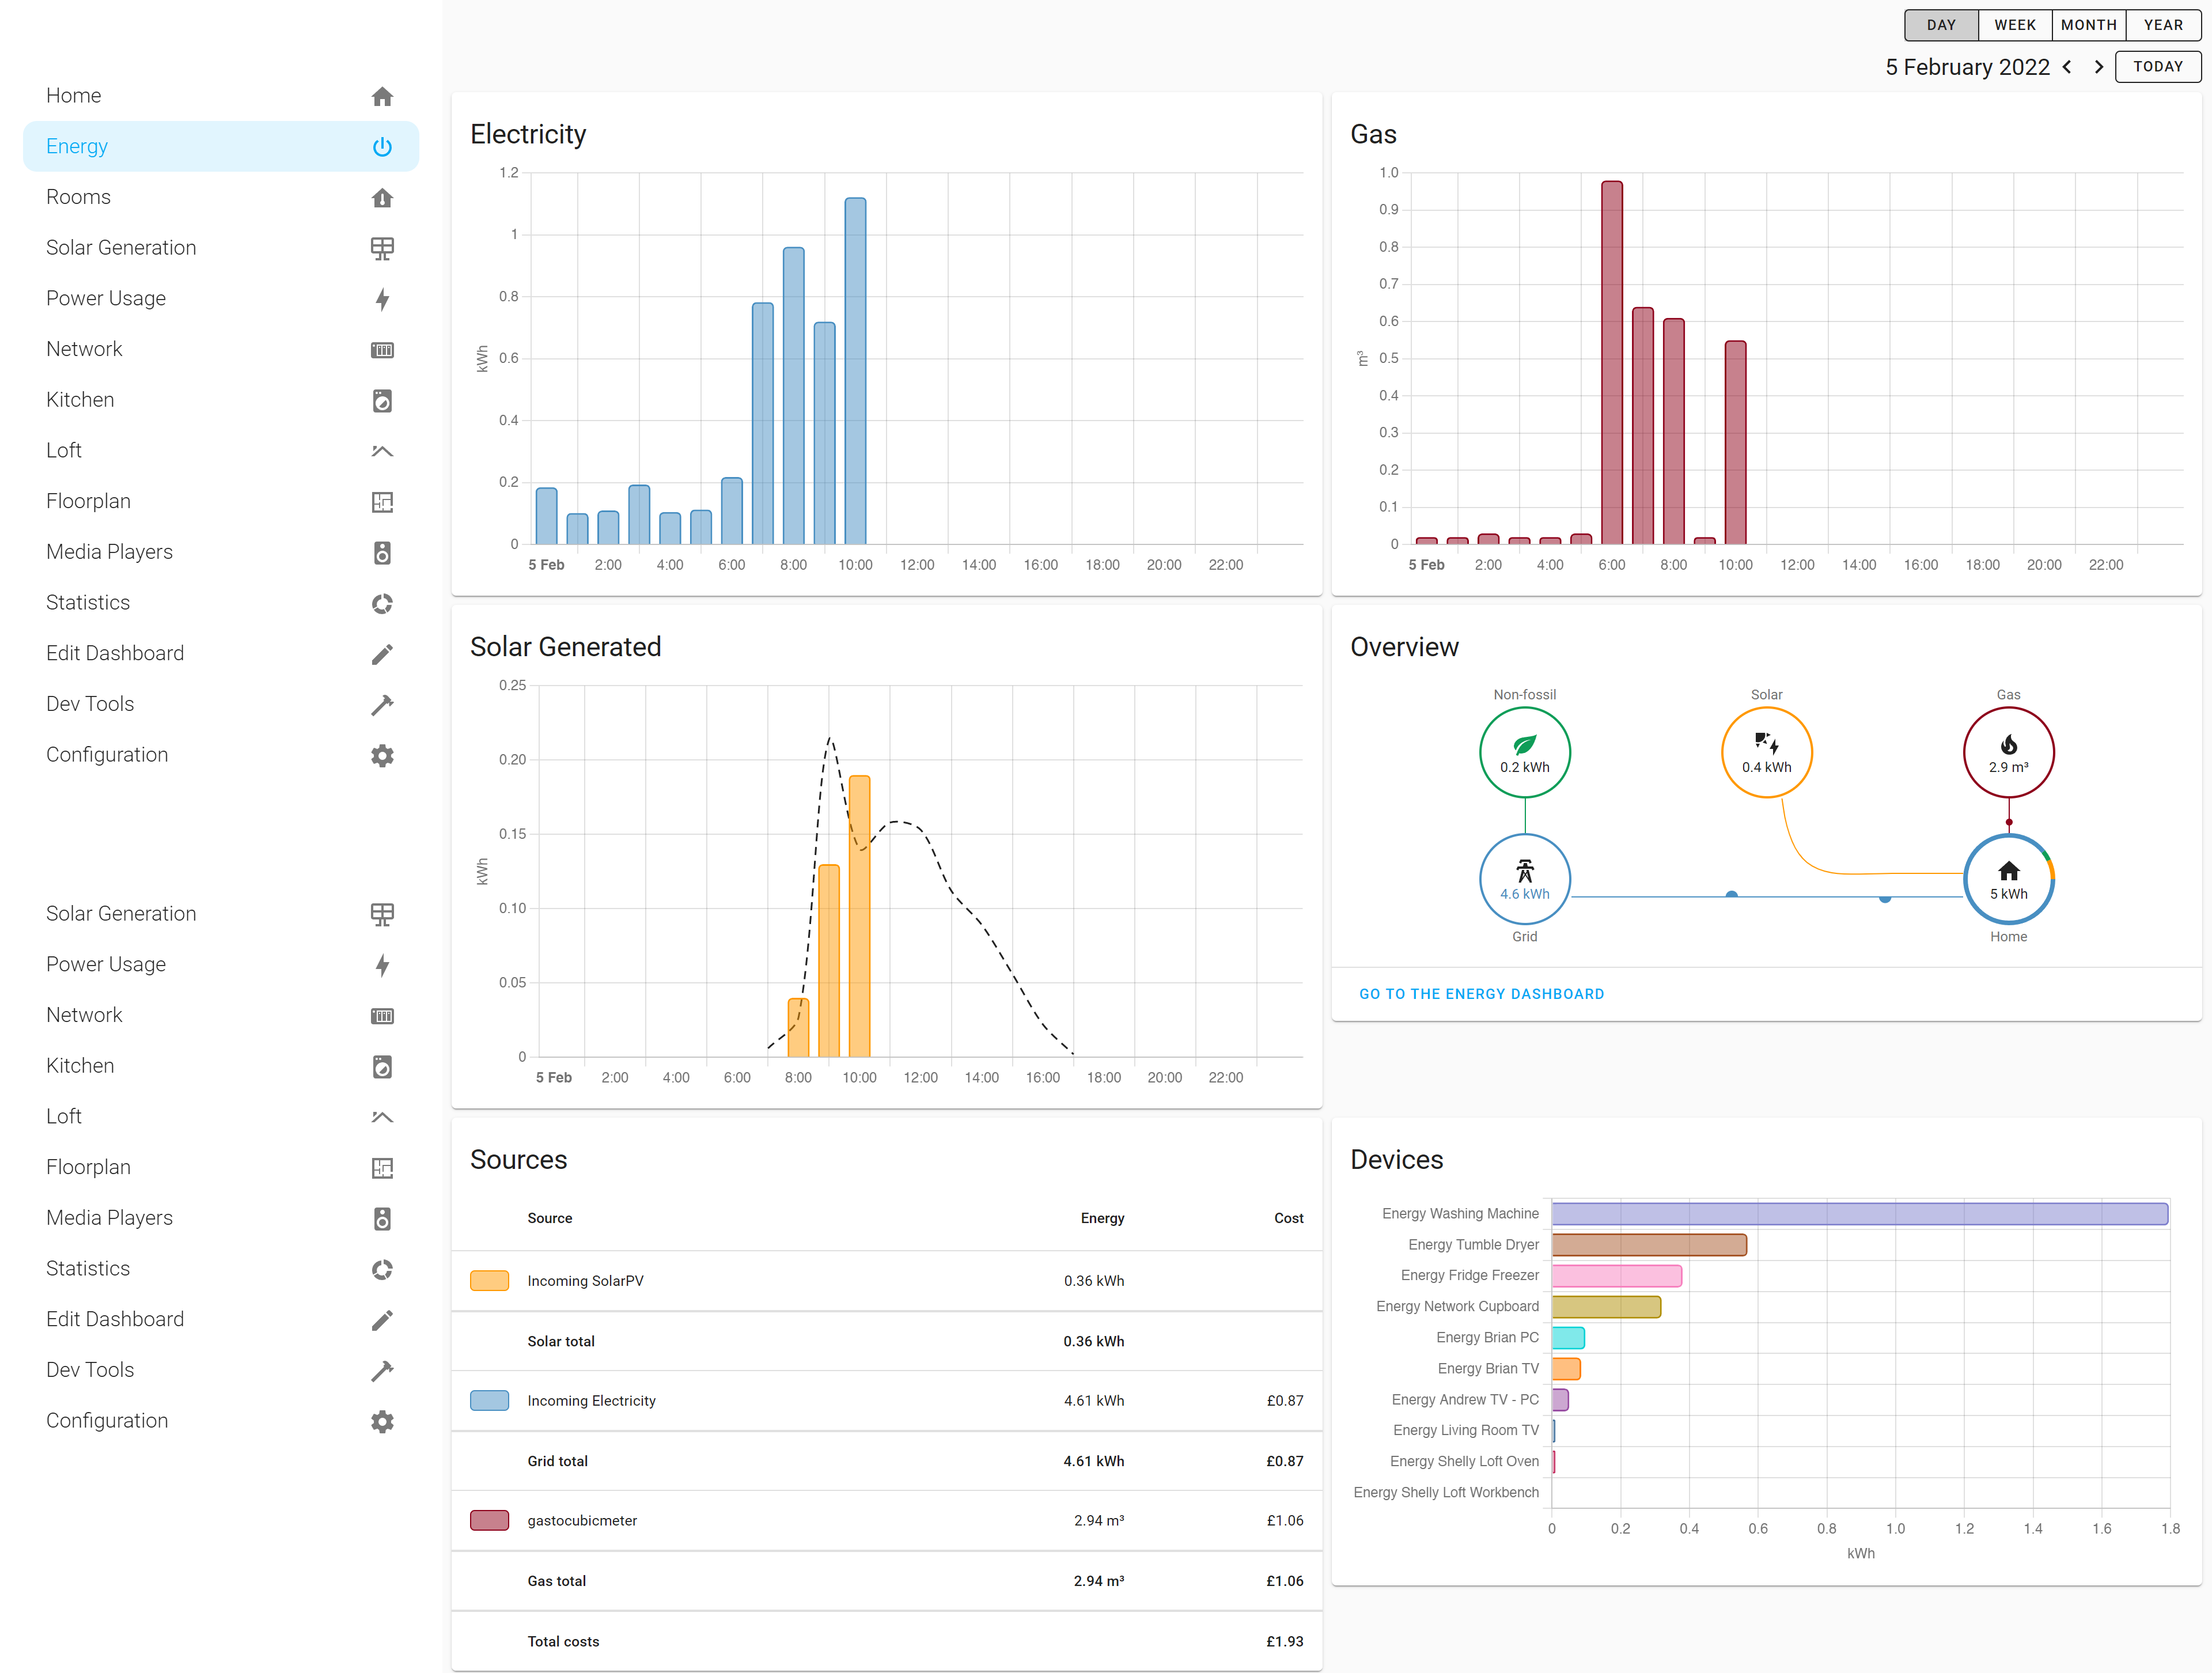 DAY WEEK MONTH YEAR
5 February 2022 TODAY
Home
Energy
Rooms
Solar Generation
Power Usage
Network
Kitchen
Loft
Floorplan
Media Players
Statistics
Edit Dashboard
Dev Tools
Configuration
Solar Generation
Power Usage
Network
Kitchen
Loft
Floorplan
Media Players
Statistics
Edit Dashboard
Dev Tools
Configuration
Electricity
kWh
1.2
1
0.8
0.6
0.4
0.2
0
5 Feb 2:00 4:00 6:00 8:00 10:00 12:00 14:00 16:00 18:00 20:00 22:00
Gas
m³
1.0
0.9
0.8
0.7
0.6
0.5
0.4
0.3
0.2
0.1
0
5 Feb 2:00 4:00 6:00 8:00 10:00 12:00 14:00 16:00 18:00 20:00 22:00
Solar Generated
kWh
0.25
0.20
0.15
0.10
0.05
0
5 Feb 2:00 4:00 6:00 8:00 10:00 12:00 14:00 16:00 18:00 20:00 22:00
Overview
Non-fossil Solar Gas
0.2 kWh 0.4 kWh 2.9 m³
4.6 kWh 5 kWh
Grid Home
GO TO THE ENERGY DASHBOARD
Sources
Source Energy Cost
Incoming SolarPV 0.36 kWh
Solar total 0.36 kWh
Incoming Electricity 4.61 kWh £0.87
Grid total 4.61 kWh £0.87
gastocubicmeter 2.94 m³ £1.06
Gas total 2.94 m³ £1.06
Total costs £1.93
Devices
Energy Washing Machine
Energy Tumble Dryer
Energy Fridge Freezer
Energy Network Cupboard
Energy Brian PC
Energy Brian TV
Energy Andrew TV - PC
Energy Living Room TV
Energy Shelly Loft Oven
Energy Shelly Loft Workbench
0 0.2 0.4 0.6 0.8 1.0 1.2 1.4 1.6 1.8
kWh